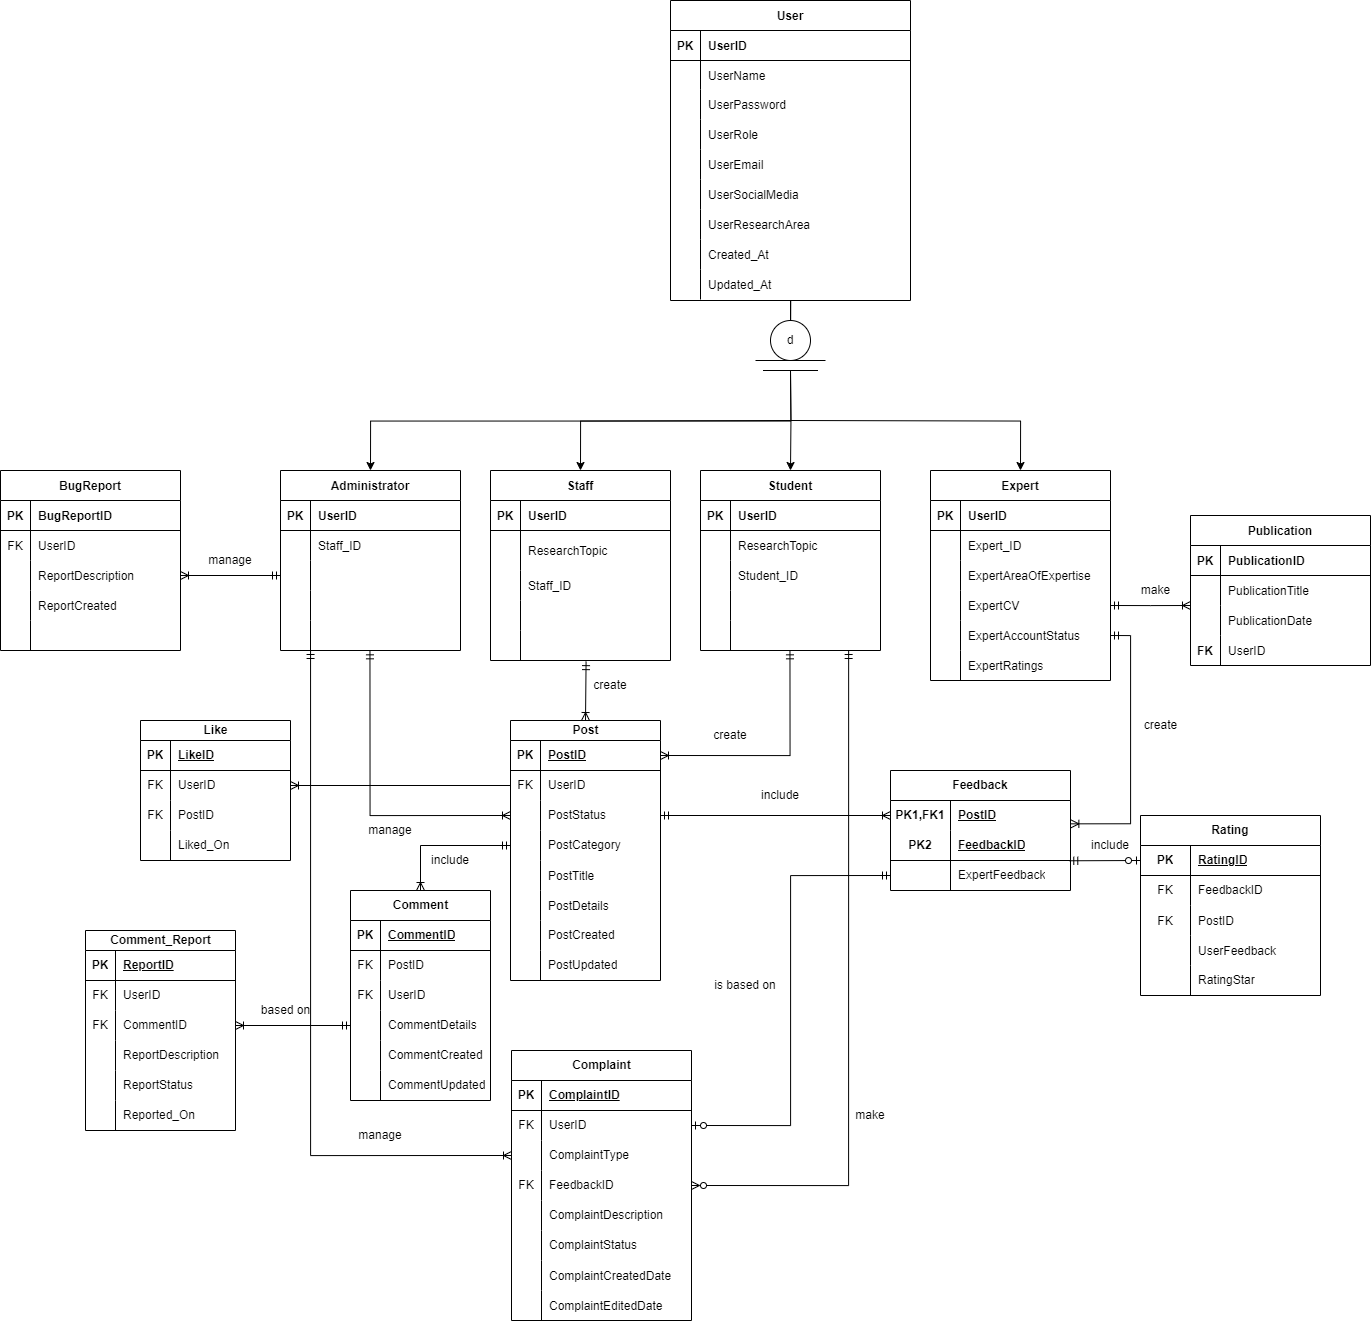 User
PK UserID
UserName
UserPassword
UserRole
UserEmail
UserSocialMedia
UserResearchArea
Created_At
Updated_At
d
BugReport
PK BugReportID
FK UserID
ReportDescription
ReportCreated
manage
Administrator
PK UserID
Staff_ID
Staff
PK UserID
ResearchTopic
Staff_ID
Student
PK UserID
ResearchTopic
Student_ID
Expert
PK UserID
Expert_ID
ExpertAreaOfExpertise
ExpertCV
ExpertAccountStatus
ExpertRatings
make
Publication
PK PublicationID
PublicationTitle
PublicationDate
FK UserID
create
create
create
Like
PK LikeID
FK UserID
FK PostID
Liked_On
manage
include
Post
PK PostID
FK UserID
PostStatus
PostCategory
PostTitle
PostDetails
PostCreated
PostUpdated
include
Feedback
PK1,FK1 PostID
PK2 FeedbackID
ExpertFeedback
include
Rating
PK RatingID
FK FeedbackID
FK PostID
UserFeedback
RatingStar
Comment
PK CommentID
FK PostID
FK UserID
CommentDetails
CommentCreated
CommentUpdated
Comment_Report
PK ReportID
FK UserID
FK CommentID
ReportDescription
ReportStatus
Reported_On
based on
is based on
manage
make
Complaint
PK ComplaintID
FK UserID
ComplaintType
FK FeedbackID
ComplaintDescription
ComplaintStatus
ComplaintCreatedDate
ComplaintEditedDate